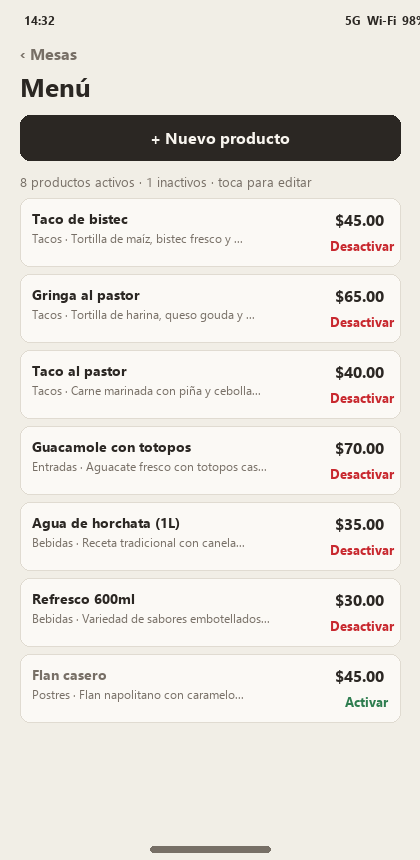 14:32 5G Wi-Fi 98%
‹ Mesas
Menú
+ Nuevo producto
8 productos activos · 1 inactivos · toca para editar
Taco de bistec $45.00
Tacos · Tortilla de maíz, bistec fresco y ... Desactivar
Gringa al pastor $65.00
Tacos · Tortilla de harina, queso gouda y ... Desactivar
Taco al pastor $40.00
Tacos · Carne marinada con piña y cebolla... Desactivar
Guacamole con totopos $70.00
Entradas · Aguacate fresco con totopos cas... Desactivar
Agua de horchata (1L) $35.00
Bebidas · Receta tradicional con canela... Desactivar
Refresco 600ml $30.00
Bebidas · Variedad de sabores embotellados... Desactivar
Flan casero $45.00
Postres · Flan napolitano con caramelo... Activar